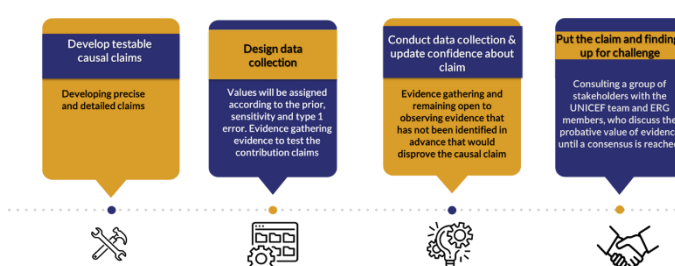 Develop testable
causal claims
Developing precise
and detailed claims
Design data
collection
Values will be assigned
according to the prior,
sensitivity and type 1
error. Evidence gathering
evidence to test the
contribution claims
Conduct data collection &
update confidence about
claim
Evidence gathering and
remaining open to
observing evidence that
has not been identified in
advance that would
disprove the causal claim
Put the claim and finding
up for challenge
Consulting a group of
stakeholders with the
UNICEF team and ERG
members, who discuss the
probative value of evidenc
until a consensus is reache